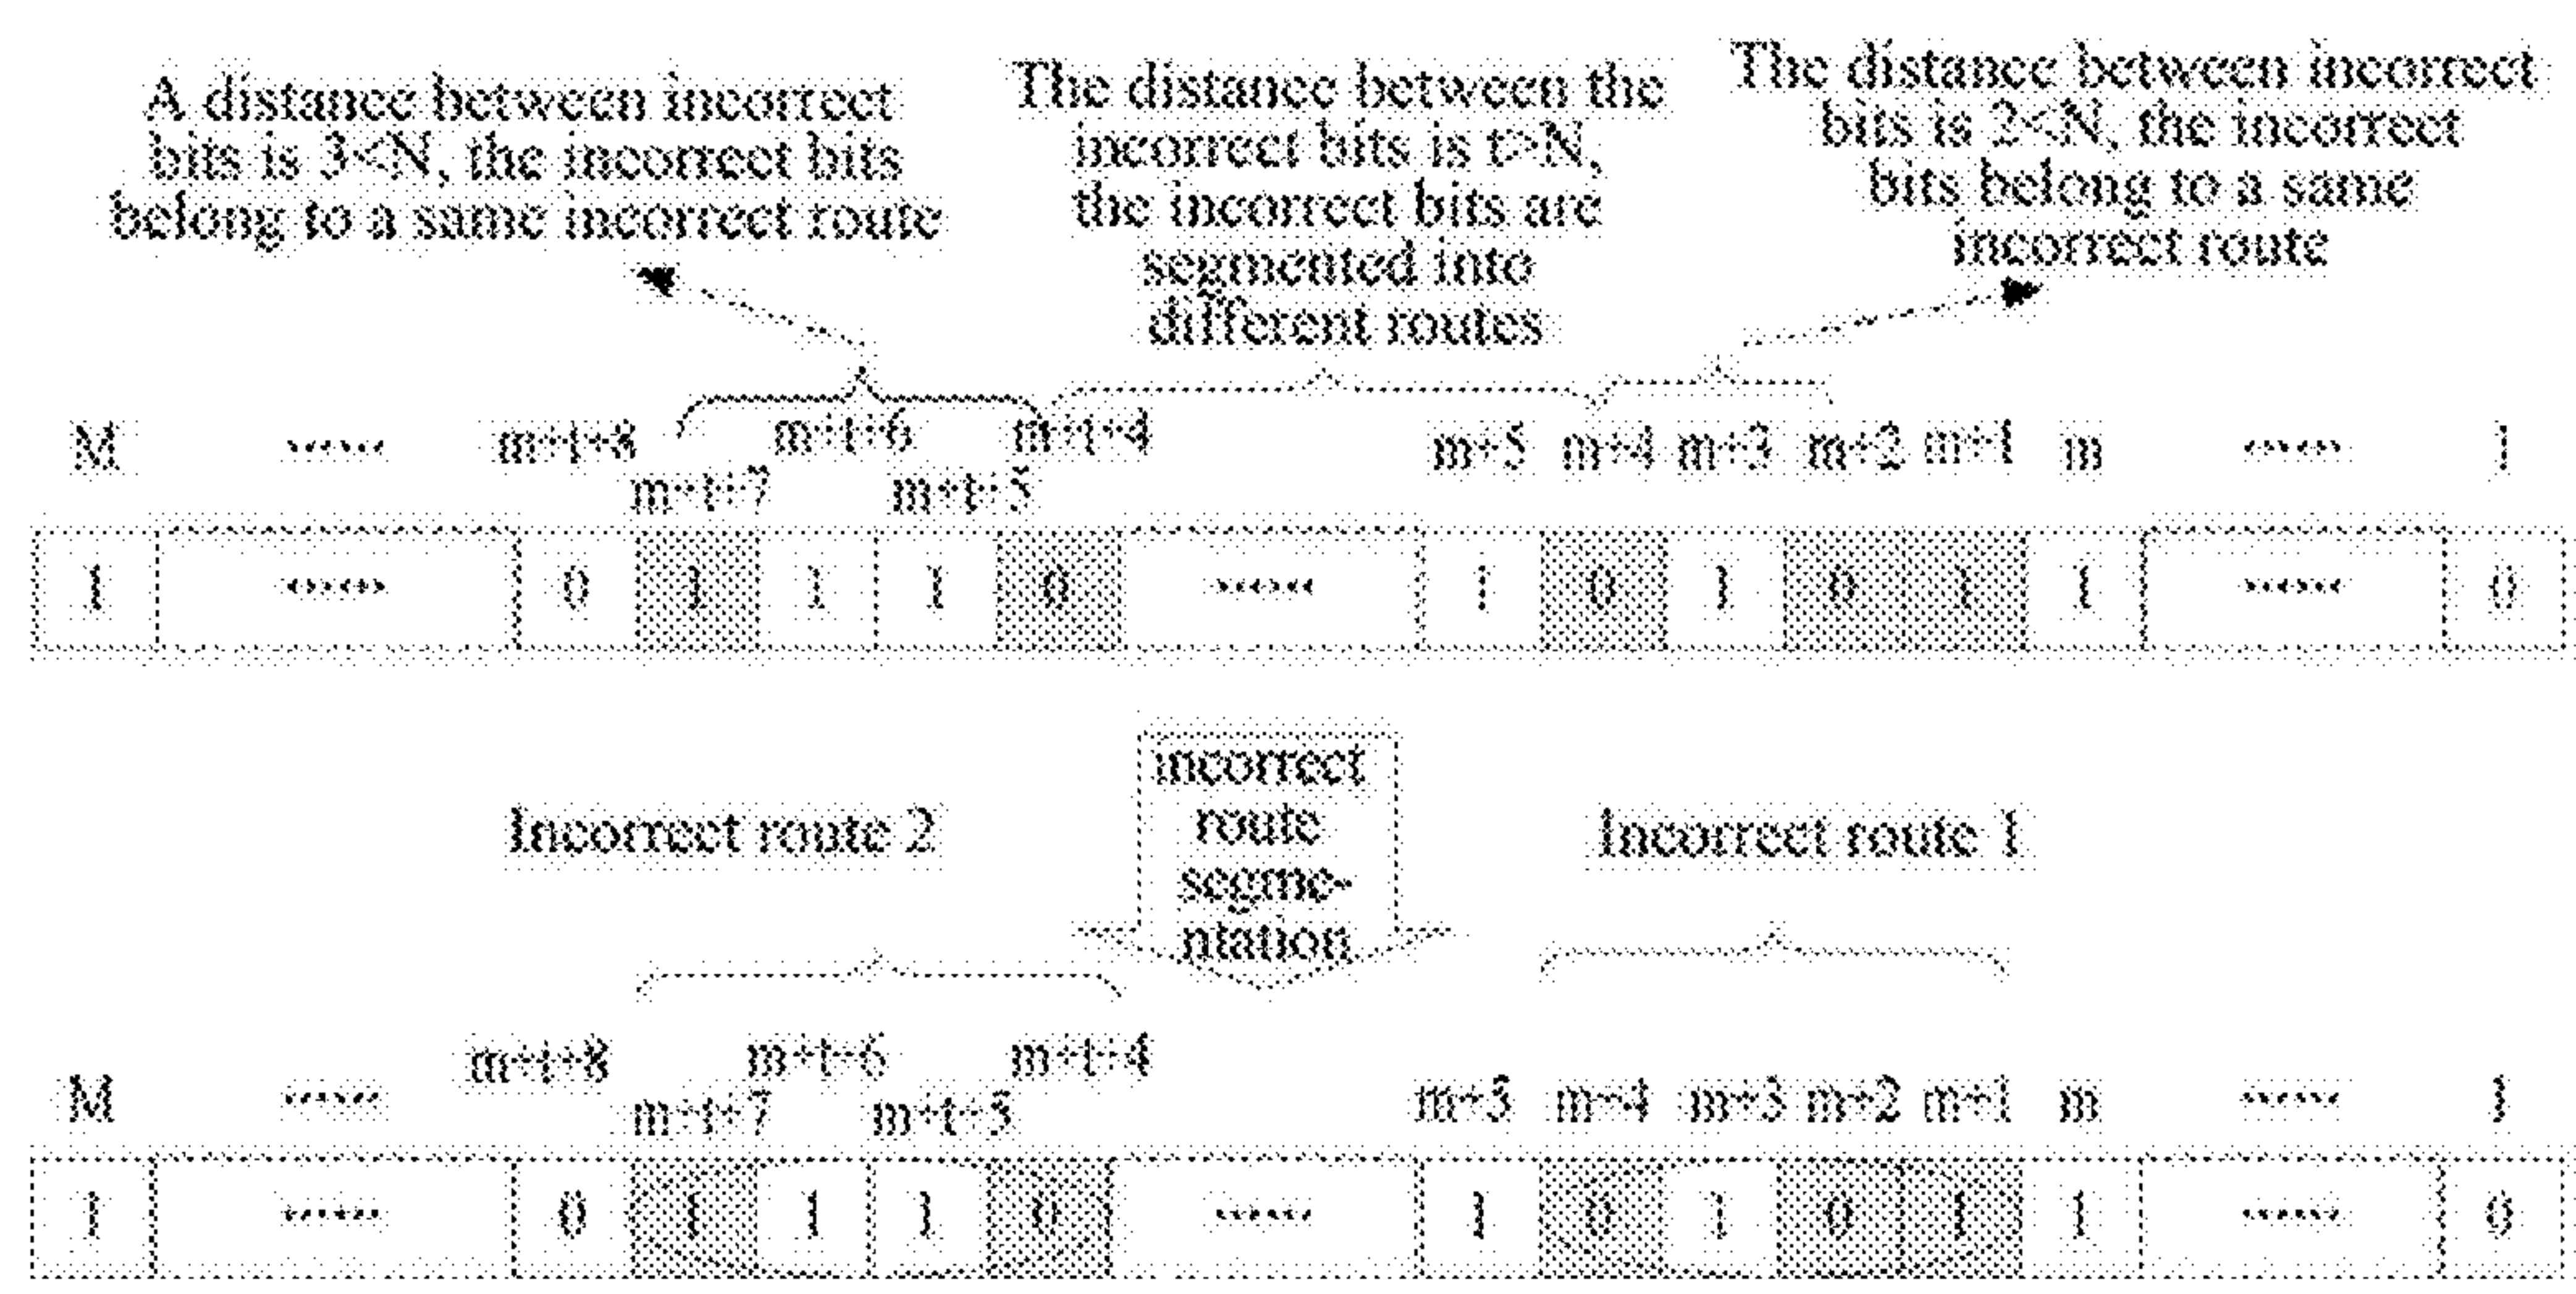 A distance between incorrect
bits is 3<N, the incorrect bits
belong to a same incorrect route
The distance between the
incorrect bits is t>N,
the incorrect bits are
segmented into
different routes
The distance between incorrect
bits is 2<N, the incorrect
bits belong to a same
incorrect route
M ...... m+t+8 m+t+7 m+t+6 m+t+5 m+t+4 m+5 m+4 m+3 m+2 m+1 m ...... 1
1 ...... 0 1 1 1 0 ...... 1 0 1 0 1 1 ...... 0
Incorrect route 2
incorrect
route
segme-
ntation
Incorrect route 1
M ...... m+t+8 m+t+7 m+t+6 m+t+5 m+t+4 m+5 m+4 m+3 m+2 m+1 m ...... 1
1 ...... 0 1 1 1 0 ...... 1 0 1 0 1 1 ...... 0